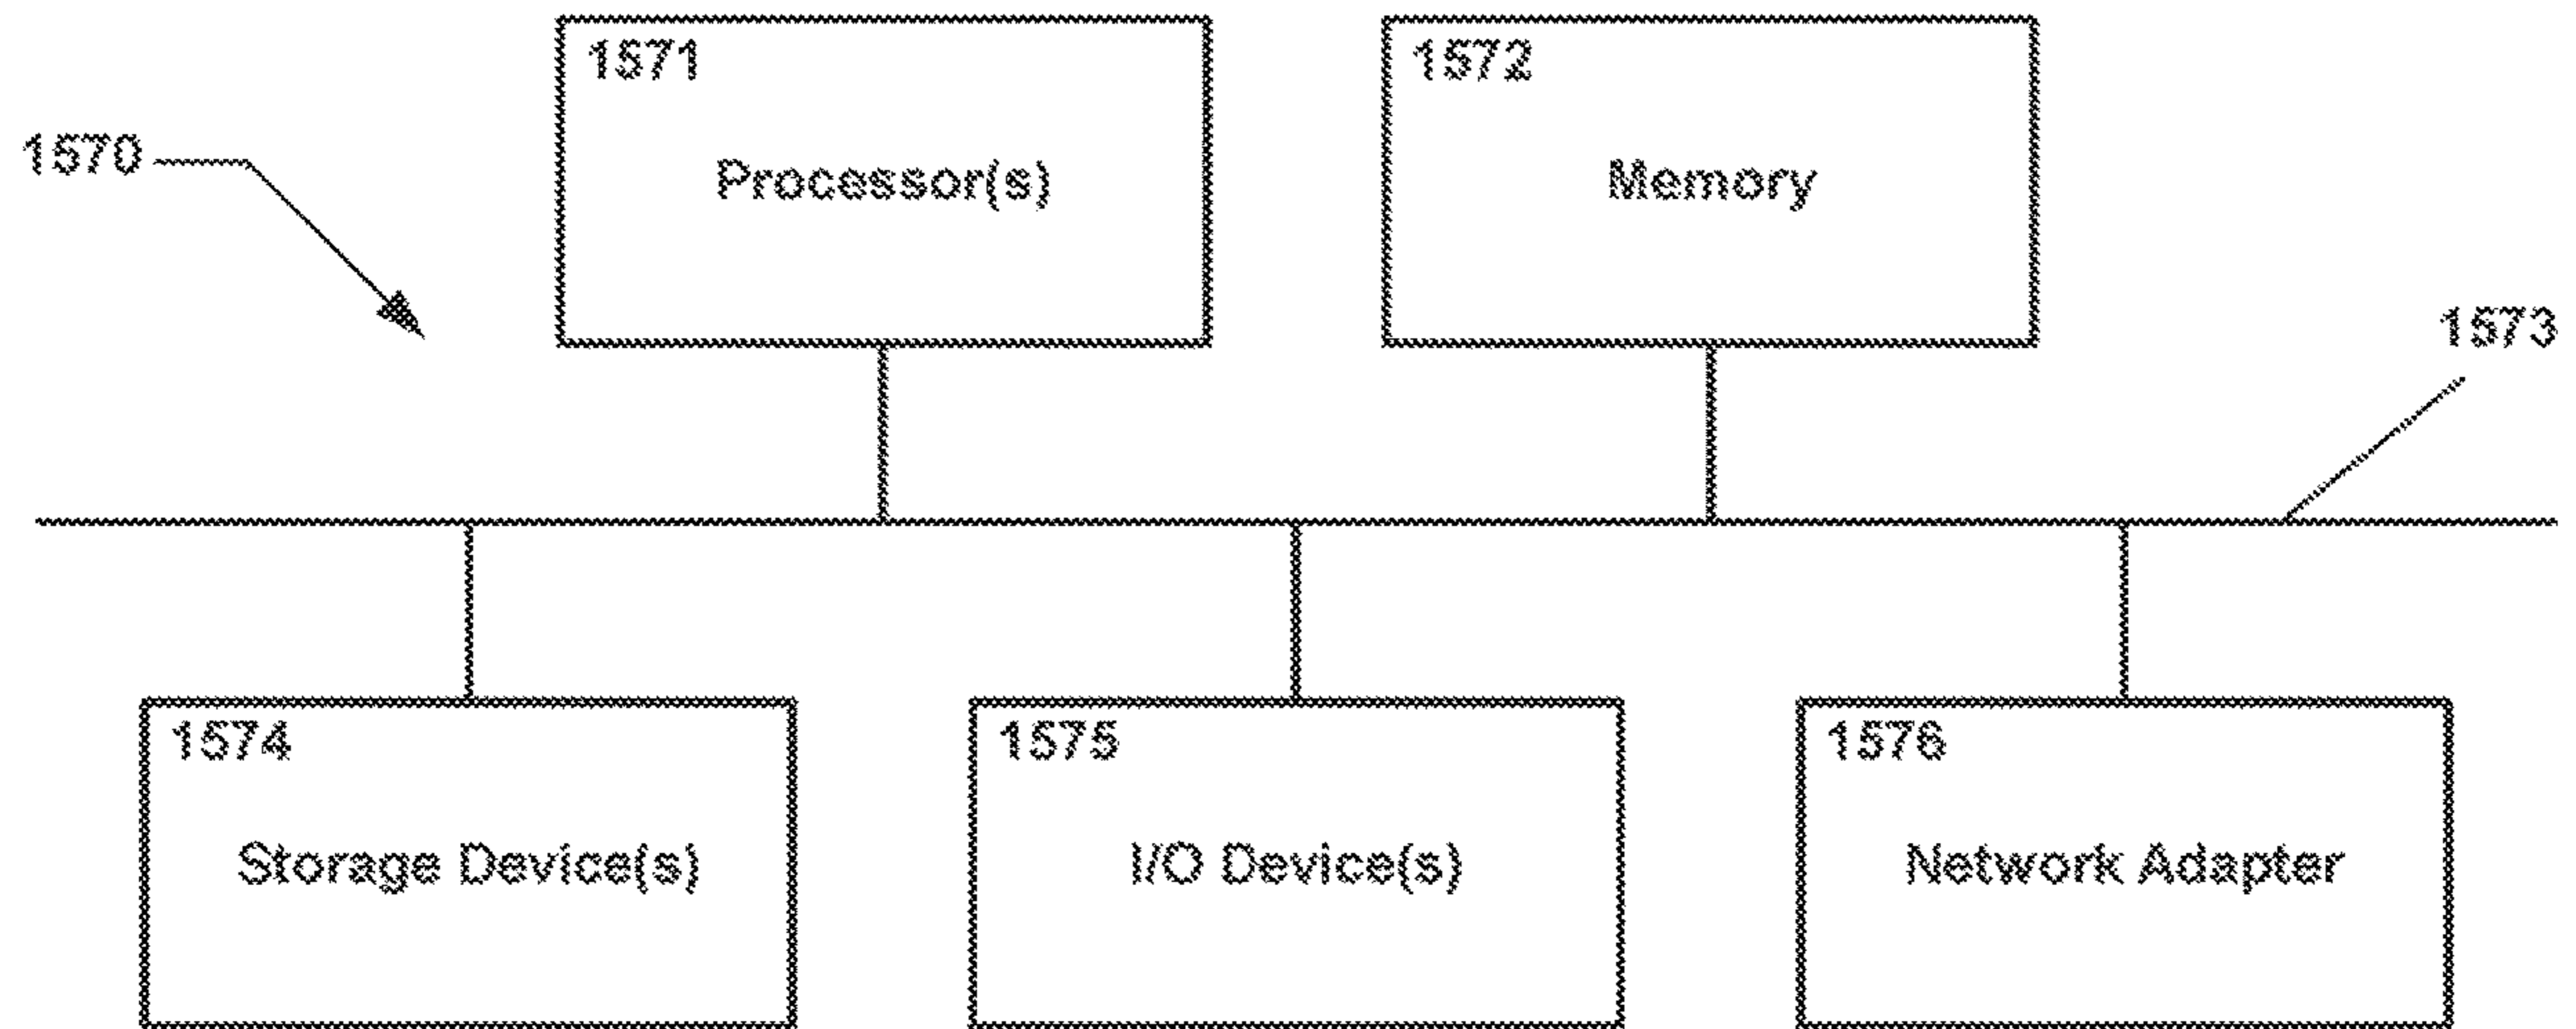 1571
Processor(s)
1572
Memory
1570
1573
1574
Storage Device(s)
1575
I/O Device(s)
1576
Network Adapter